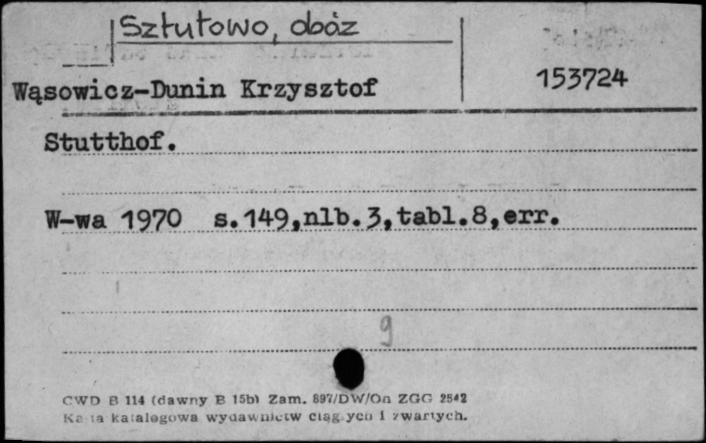 Sztutowo, obóz
Wąsowicz-Dunin Krzysztof 153724
Stutthof.
W-wa 1970 s.149,nlb.3,tabl.8,err.
9
CWD B 114 (dawny B 15b) Zam. 897/DW/On ZGG 2542
Karta katalogowa wydawnictw ciągłych i zwartych.